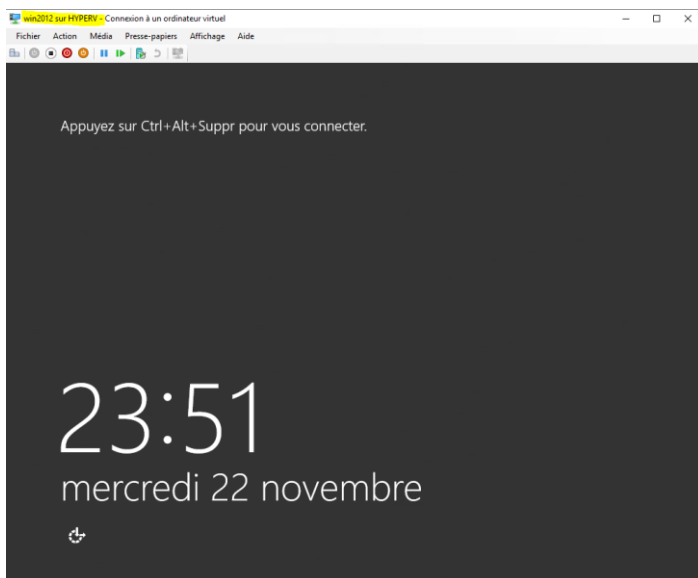 win2012 sur HYPERV - Connexion à un ordinateur virtuel
Fichier Action Média Presse-papiers Affichage Aide
Appuyez sur Ctrl+Alt+Suppr pour vous connecter.
23:51
mercredi 22 novembre